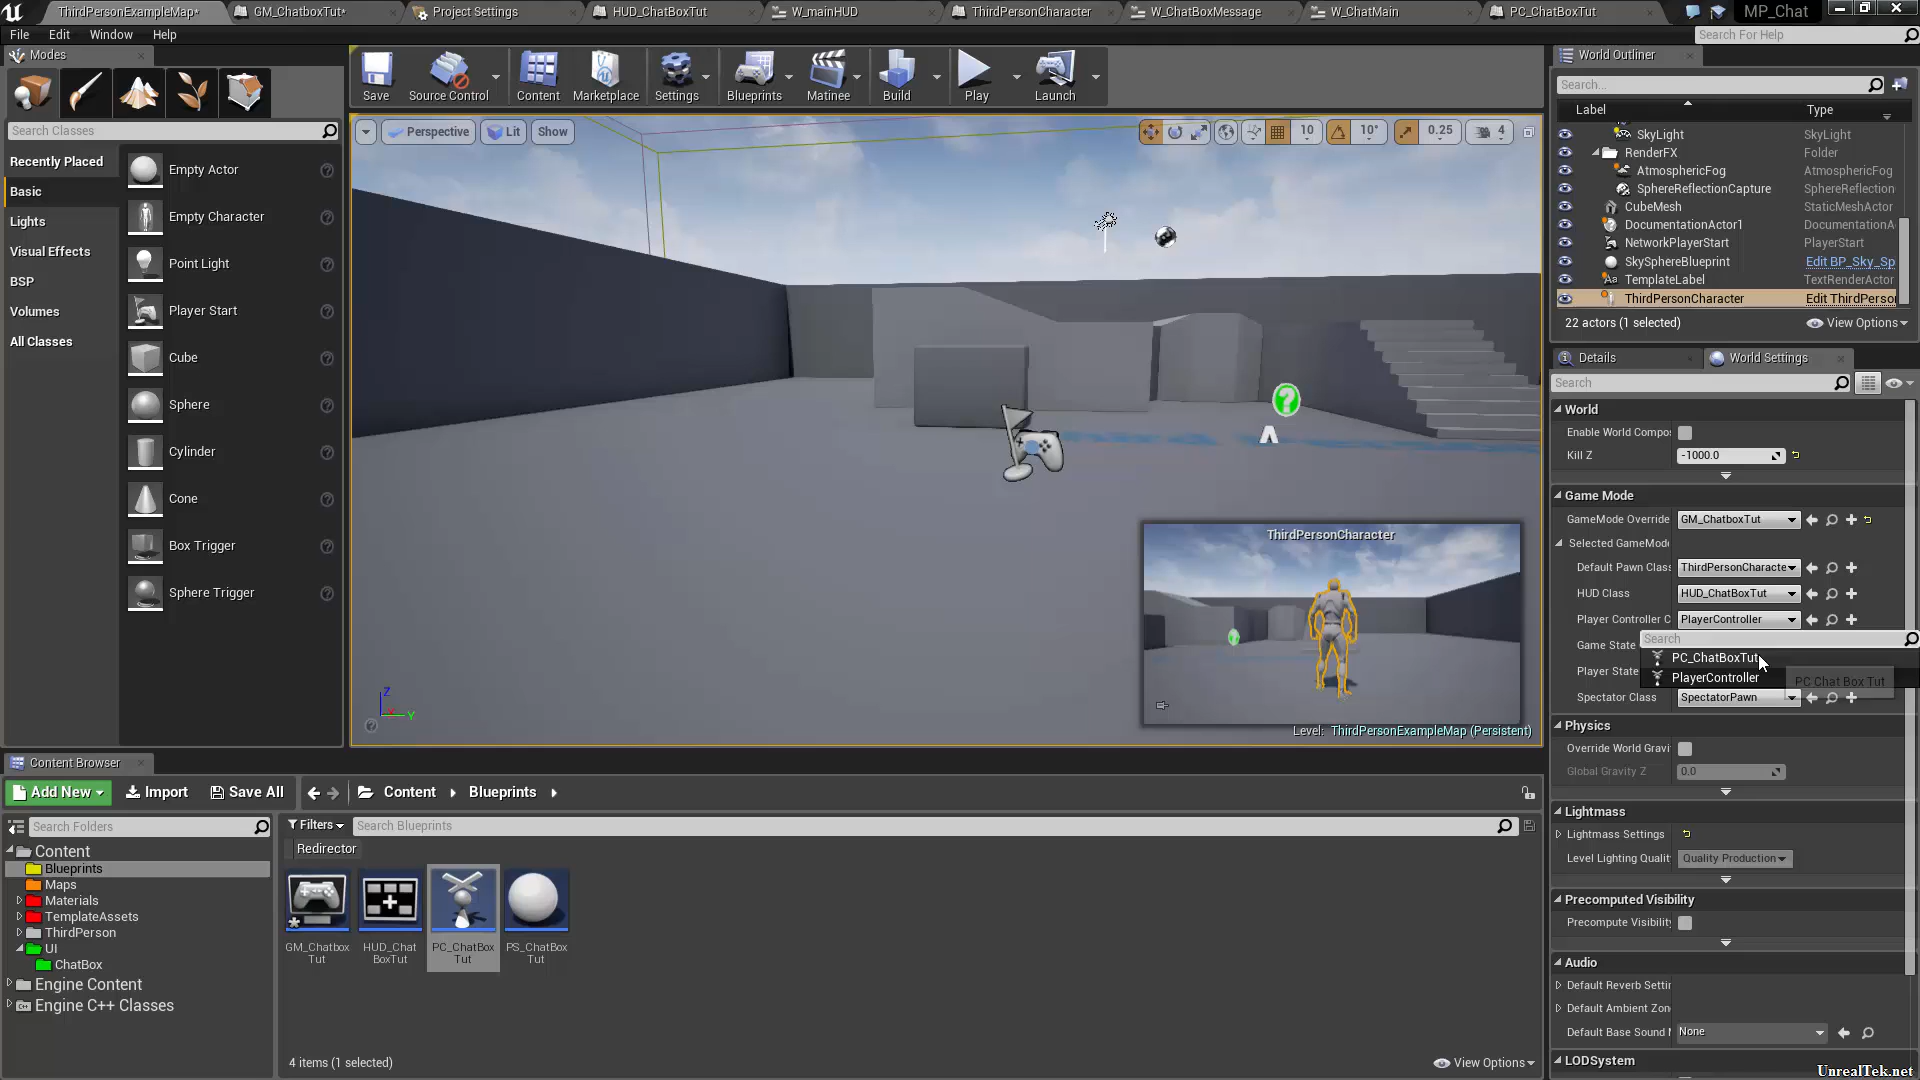 ThirdPersonExampleMap*
GM_ChatboxTut*
Project Settings
HUD_ChatBoxTut
W_mainHUD
ThirdPersonCharacter
W_ChatBoxMessage
W_ChatMain
PC_ChatBoxTut
MP_Chat
File Edit Window Help
Search For Help
Modes
Search Classes
Recently Placed
Basic
Lights
Visual Effects
BSP
Volumes
All Classes
Empty Actor
Empty Character
Point Light
Player Start
Cube
Sphere
Cylinder
Cone
Box Trigger
Sphere Trigger
Save
Source Control
Content
Marketplace
Settings
Blueprints
Matinee
Build
Play
Launch
Perspective
Lit
Show
10
10°
0.25
4
Z
X
Y
ThirdPersonCharacter
Level: ThirdPersonExampleMap (Persistent)
World Outliner
Search...
Label Type
SkyLight SkyLight
RenderFX Folder
AtmosphericFog AtmosphericFog
SphereReflectionCapture SphereReflection
CubeMesh StaticMeshActor
DocumentationActor1 DocumentationA
NetworkPlayerStart PlayerStart
SkySphereBlueprint Edit BP_Sky_Sp
TemplateLabel TextRenderActor
ThirdPersonCharacter Edit ThirdPerson
22 actors (1 selected)
View Options
Details
World Settings
Search
World
Enable World Compos
Kill Z -1000.0
Game Mode
GameMode Override GM_ChatboxTut
Selected GameMode
Default Pawn Class ThirdPersonCharacte
HUD Class HUD_ChatBoxTut
Player Controller C PlayerController
Search
Game State
PC_ChatBoxTut
Player State
PlayerController
PC Chat Box Tut
Spectator Class SpectatorPawn
Physics
Override World Gravi
Global Gravity Z 0.0
Lightmass
Lightmass Settings
Level Lighting Qualit Quality Production
Precomputed Visibility
Precompute Visibility
Audio
Default Reverb Settin
Default Ambient Zon
Default Base Sound M None
LODSystem
Content Browser
Add New
Import
Save All
Content
Blueprints
Search Folders
Filters
Search Blueprints
Redirector
Content
Blueprints
Maps
Materials
TemplateAssets
ThirdPerson
UI
ChatBox
Engine Content
Engine C++ Classes
GM_Chatbox
Tut
HUD_Chat
BoxTut
PC_ChatBox
Tut
PS_ChatBox
Tut
4 items (1 selected)
View Options
UnrealTek.net